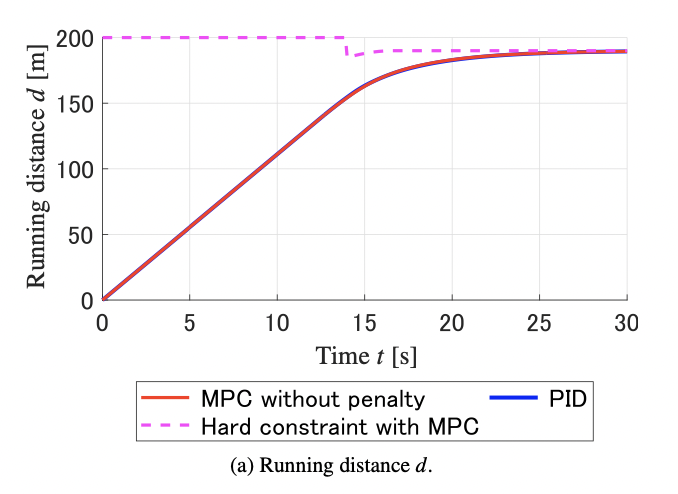 200
150
100
50
0
Running distance d [m]
0 5 10 15 20 25 30
Time t [s]
MPC without penalty PID
Hard constraint with MPC
(a) Running distance d.